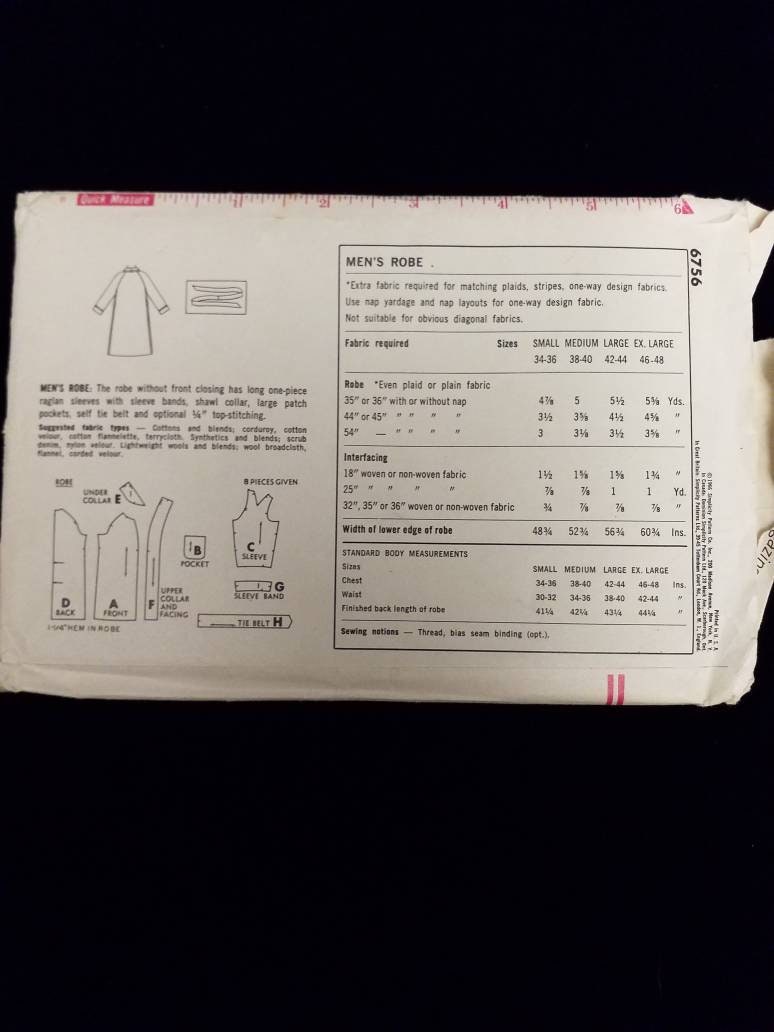 Quick Measure
1 2 3 4 5 6
6756
MEN'S ROBE .
*Extra fabric required for matching plaids, stripes, one-way design fabrics.
Use nap yardage and nap layouts for one-way design fabric.
Not suitable for obvious diagonal fabrics.
Fabric required Sizes SMALL MEDIUM LARGE EX. LARGE
34-36 38-40 42-44 46-48
Robe *Even plaid or plain fabric
35" or 36" with or without nap 4⅞ 5 5½ 5⅝ Yds.
44" or 45" " " " " 3½ 3⅝ 4½ 4⅝ "
54" — " " " " 3 3⅛ 3½ 3⅝ "
Interfacing
18" woven or non-woven fabric 1½ 1⅝ 1⅝ 1¾ "
25" " " " " ⅞ ⅞ 1 1 Yd.
32", 35" or 36" woven or non-woven fabric ¾ ⅞ ⅞ ⅞ "
Width of lower edge of robe 48¾ 52¾ 56¾ 60¾ Ins.
STANDARD BODY MEASUREMENTS
Sizes SMALL MEDIUM LARGE EX. LARGE
Chest 34-36 38-40 42-44 46-48 Ins.
Waist 30-32 34-36 38-40 42-44 "
Finished back length of robe 41¼ 42¼ 43¼ 44¼ "
Sewing notions — Thread, bias seam binding (opt.).
MEN'S ROBE: The robe without front closing has long one-piece
raglan sleeves with sleeve bands, shawl collar, large patch
pockets, self tie belt and optional ¼" top-stitching.
Suggested fabric types — Cottons and blends; corduroy, cotton
velour, cotton flannelette, terrycloth. Synthetics and blends; scrub
denim, nylon velour. Lightweight wools and blends; wool broadcloth,
flannel, corded velour.
ROBE
8 PIECES GIVEN
UNDER
COLLAR E
B
POCKET
C
SLEEVE
G
SLEEVE BAND
D
BACK
A
FRONT
F
UPPER
COLLAR
AND
FACING
TIE BELT H
1-1/4" HEM IN ROBE
© 1966 Simplicity Pattern Co. Inc., 200 Madison Avenue, New York, N. Y.
Printed in U. S. A.